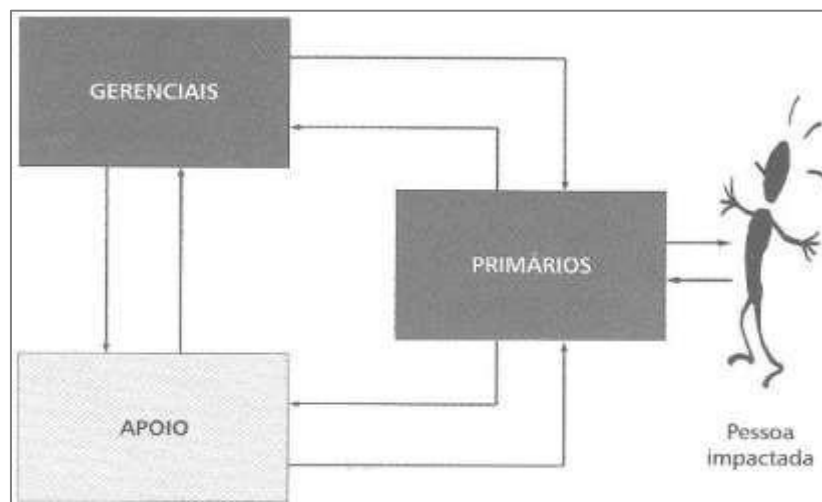 GERENCIAIS
PRIMÁRIOS
APOIO
Pessoa
impactada